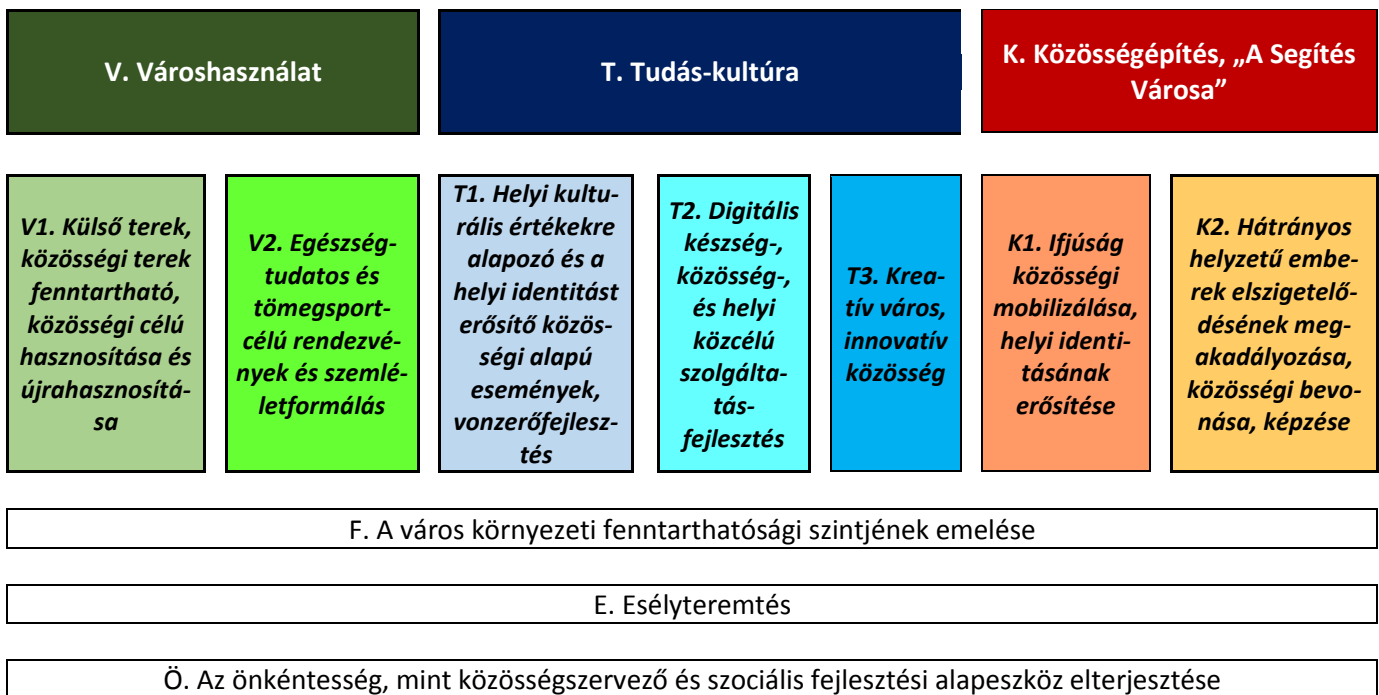 V. Városhasználat
T. Tudás-kultúra
K. Közösségépítés, „A Segítés
Városa”
V1. Külső terek,
közösségi terek
fenntartható,
közösségi célú
hasznosítása és
újrahasznosítá-
sa
V2. Egészség-
tudatos és
tömegsport-
célú rendezvé-
nyek és szemlé-
letformálás
T1. Helyi kultu-
rális értékekre
alapozó és a
helyi identitást
erősítő közös-
ségi alapú
események,
vonzerőfejlesz-
tés
T2. Digitális
készség-,
közösség-,
és helyi
közcélú
szolgálta-
tás-
fejlesztés
T3. Krea-
tív város,
innovatív
közösség
K1. Ifjúság
közösségi
mobilizálása,
helyi identi-
tásának
erősítése
K2. Hátrányos
helyzetű embe-
rek elszigetelő-
désének meg-
akadályozása,
közösségi bevo-
nása, képzése
F. A város környezeti fenntarthatósági szintjének emelése
E. Esélyteremtés
Ö. Az önkéntesség, mint közösségszervező és szociális fejlesztési alapeszköz elterjesztése